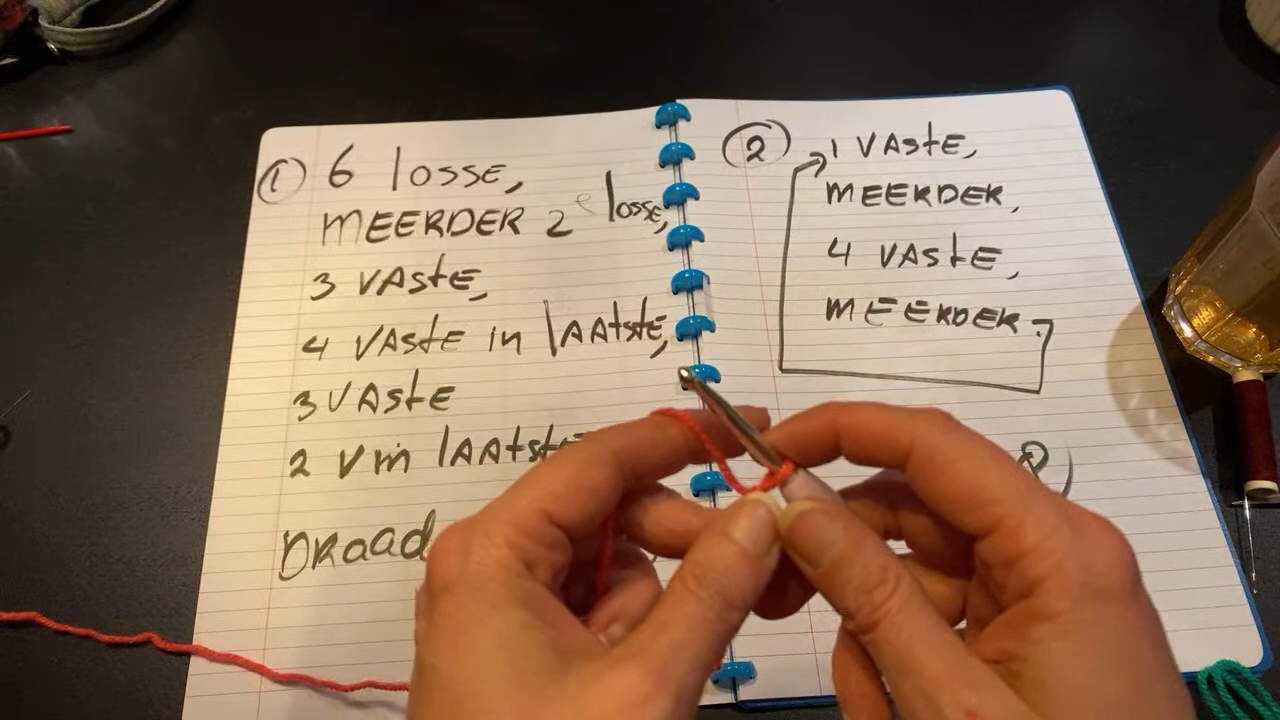 ① 6 losse,
MEERDER 2e losse,
3 VAstE,
4 VAstE in lAAtstE,
3 VAstE
2 V in lAAtst
DRaad
② 1 VAstE,
MEERDER,
4 VAstE,
MEERDER.